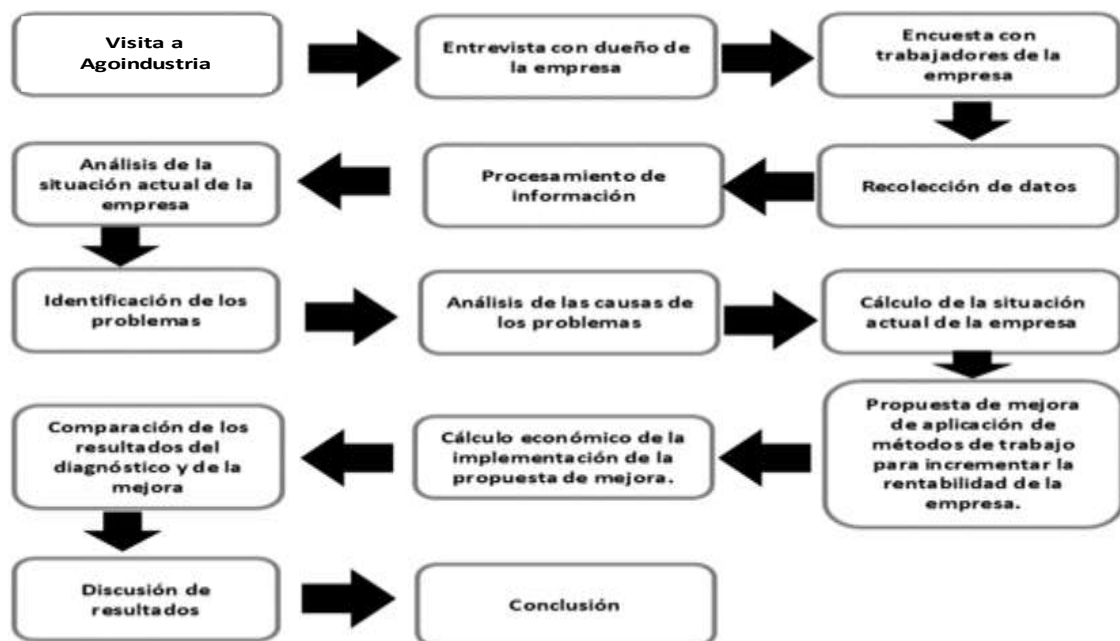 Visita a
Agoindustria
Entrevista con dueño de
la empresa
Encuesta con
trabajadores de la
empresa
Recolección de datos
Procesamiento de
información
Análisis de la
situación actual de la
empresa
Identificación de los
problemas
Análisis de las causas de
los problemas
Cálculo de la situación
actual de la empresa
Propuesta de mejora
de aplicación de
métodos de trabajo
para incrementar la
rentabilidad de la
empresa.
Cálculo económico de la
implementación de la
propuesta de mejora.
Comparación de los
resultados del
diagnóstico y de la
mejora
Discusión de
resultados
Conclusión